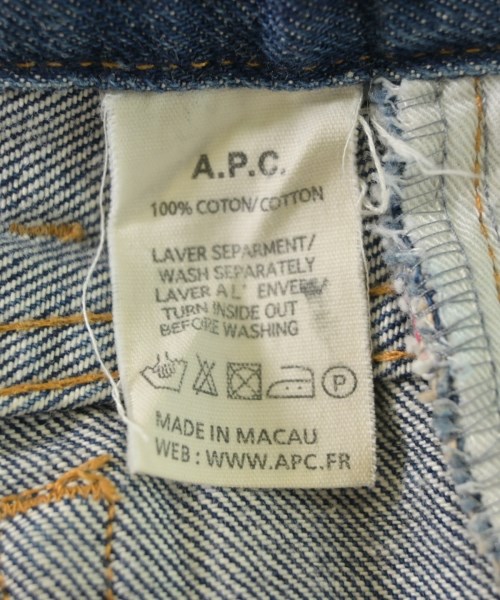 A.P.C.
100% COTON/COTTON
LAVER SEPARMENT/
WASH SEPARATELY
LAVER A L' ENVERS/
TURN INSIDE OUT
BEFORE WASHING
P
MADE IN MACAU
WEB : WWW.APC.FR